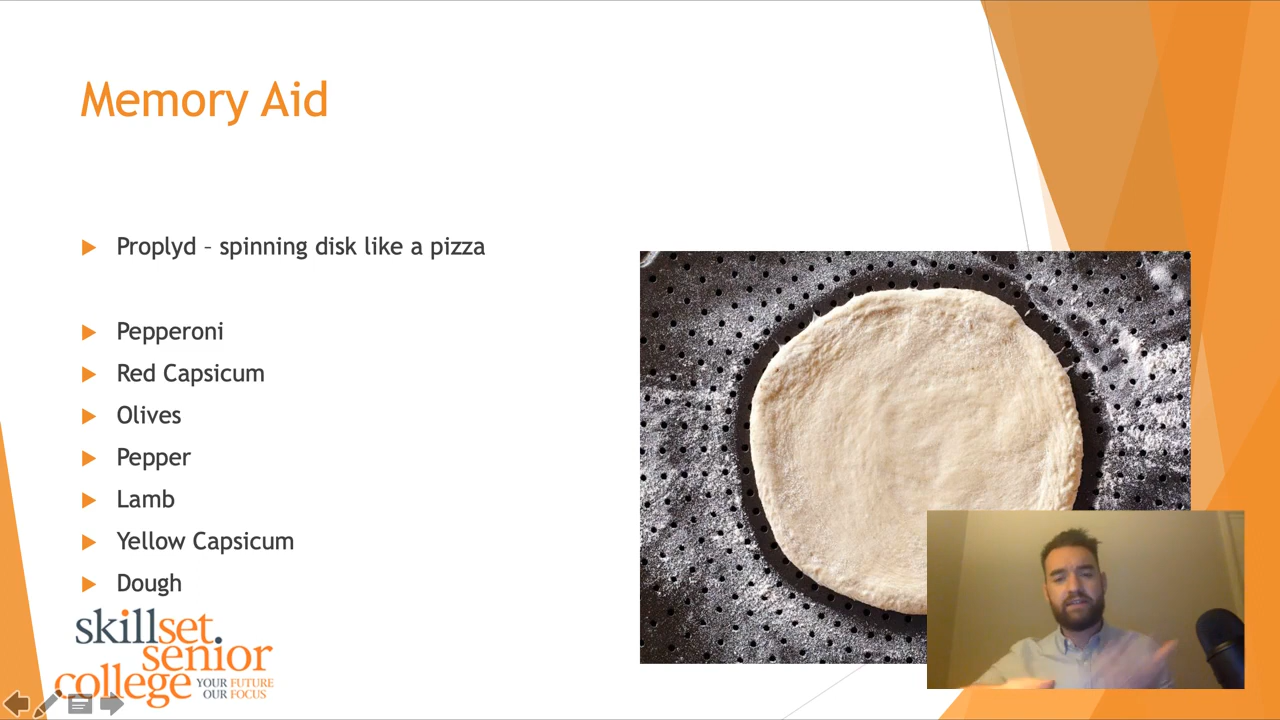 Memory Aid
Proplyd – spinning disk like a pizza
Pepperoni
Red Capsicum
Olives
Pepper
Lamb
Yellow Capsicum
Dough
skillset.
senior
college YOUR FUTURE
OUR FOCUS